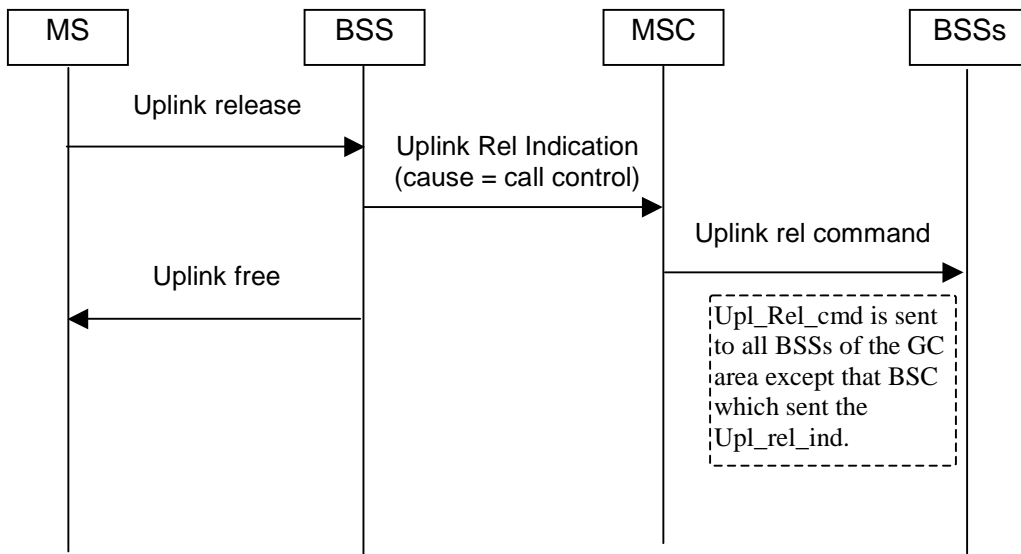 MS
BSS
MSC
BSSs
Uplink release
Uplink Rel Indication
(cause = call control)
Uplink rel command
Uplink free
Upl_Rel_cmd is sent
to all BSSs of the GC
area except that BSC
which sent the
Upl_rel_ind.